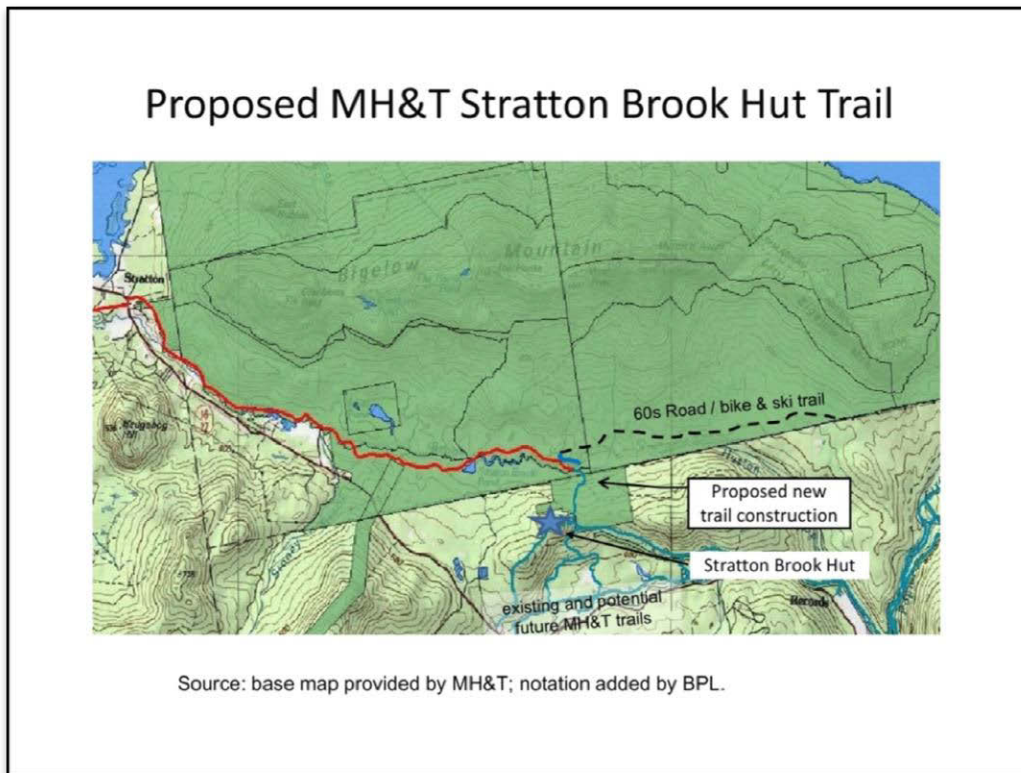 Proposed MH&T Stratton Brook Hut Trail
Stratton
Bigelow
Mountain
60s Road / bike & ski trail
Proposed new
trail construction
Stratton Brook Hut
existing and potential
future MH&T trails
Source: base map provided by MH&T; notation added by BPL.